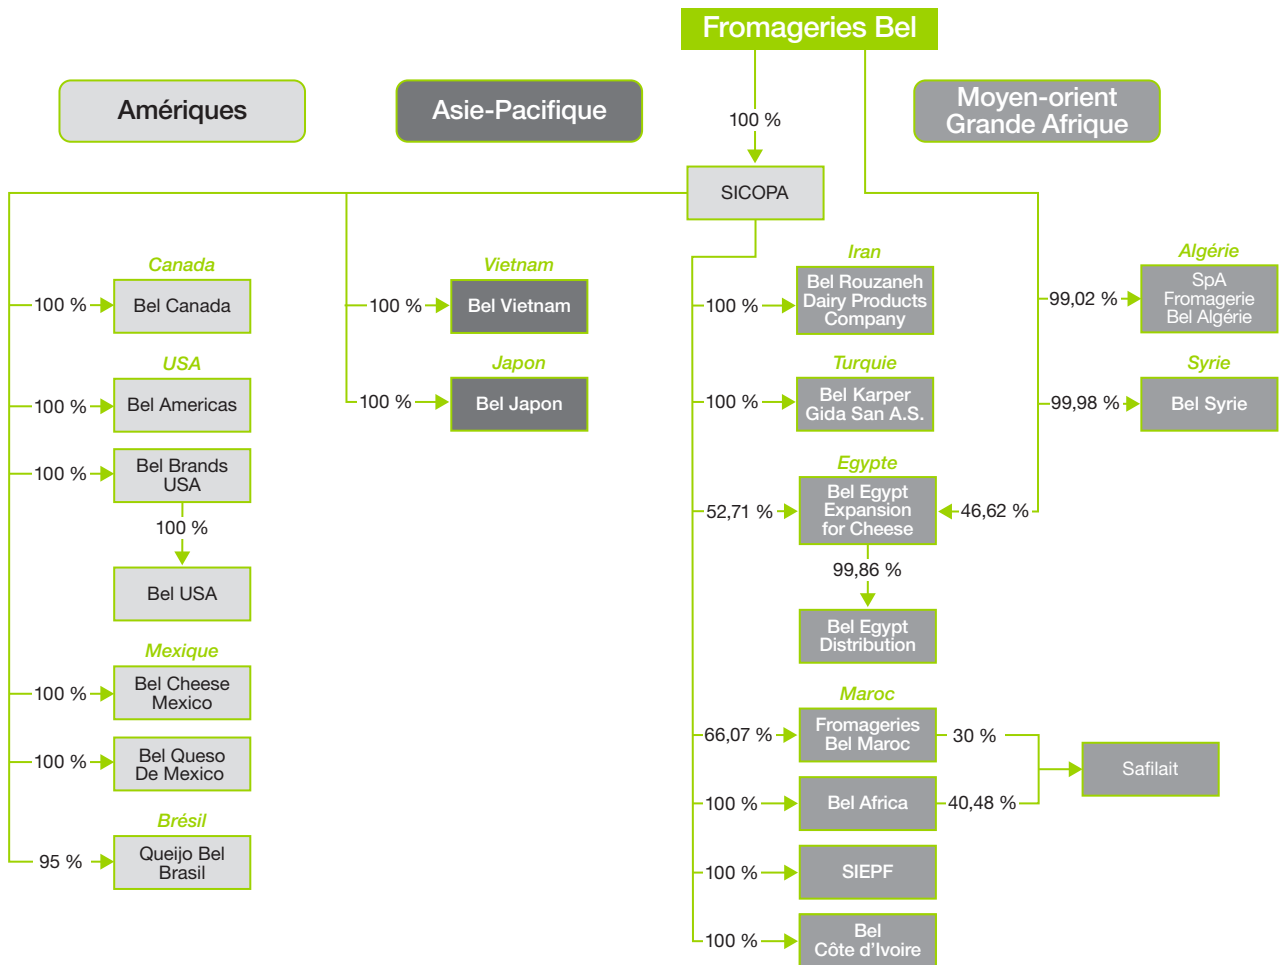 Fromageries Bel
Amériques
Asie-Pacifique
Moyen-orient
Grande Afrique
100 %
SICOPA
Canada
100 %
Bel Canada
USA
100 %
Bel Americas
100 %
Bel Brands
USA
100 %
Bel USA
Mexique
100 %
Bel Cheese
Mexico
100 %
Bel Queso
De Mexico
Brésil
95 %
Queijo Bel
Brasil
Vietnam
100 %
Bel Vietnam
Japon
100 %
Bel Japon
Iran
100 %
Bel Rouzaneh
Dairy Products
Company
Turquie
100 %
Bel Karper
Gida San A.S.
Egypte
52,71 %
Bel Egypt
Expansion
for Cheese
46,62 %
99,86 %
Bel Egypt
Distribution
Maroc
66,07 %
Fromageries
Bel Maroc
30 %
100 %
Bel Africa
40,48 %
Safilait
100 %
SIEPF
100 %
Bel
Côte d'Ivoire
Algérie
99,02 %
SpA
Fromagerie
Bel Algérie
Syrie
99,98 %
Bel Syrie